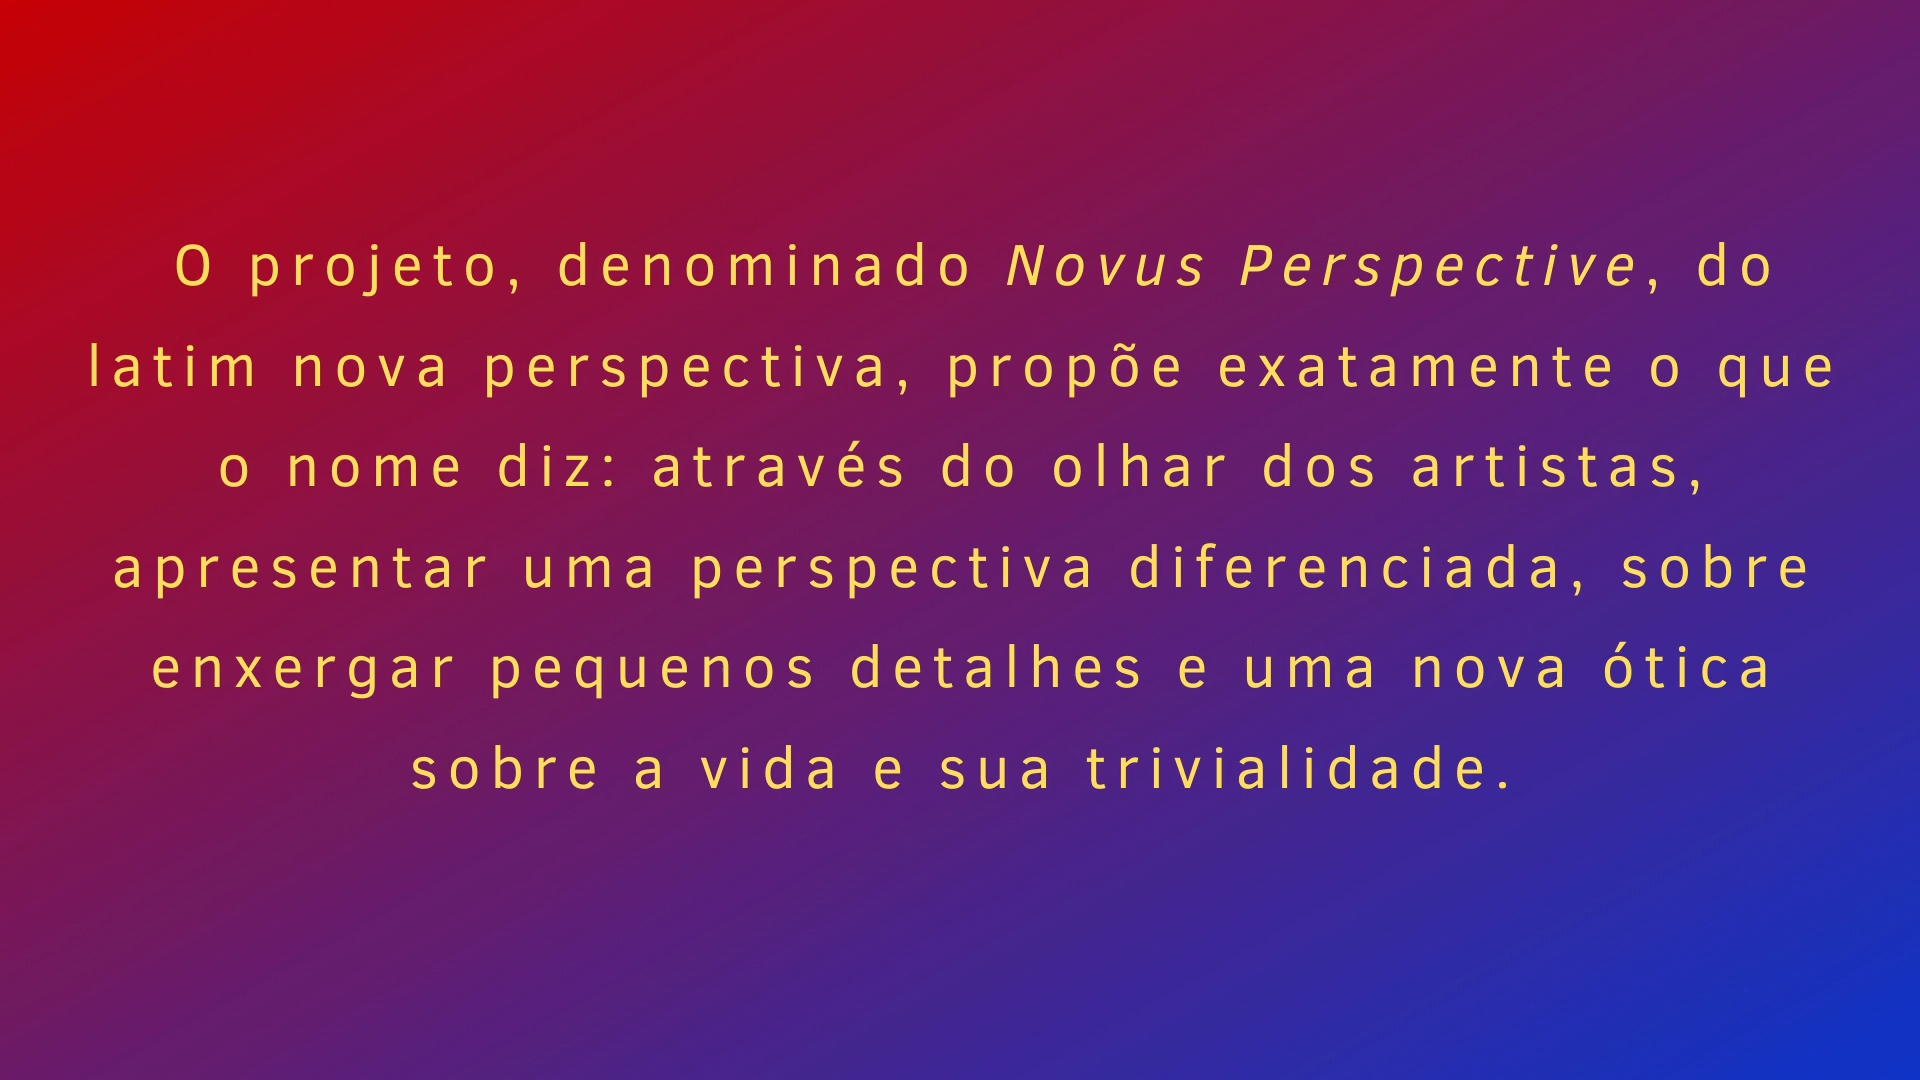 O projeto, denominado Novus Perspective, do
latim nova perspectiva, propõe exatamente o que
o nome diz: através do olhar dos artistas,
apresentar uma perspectiva diferenciada, sobre
enxergar pequenos detalhes e uma nova ótica
sobre a vida e sua trivialidade.